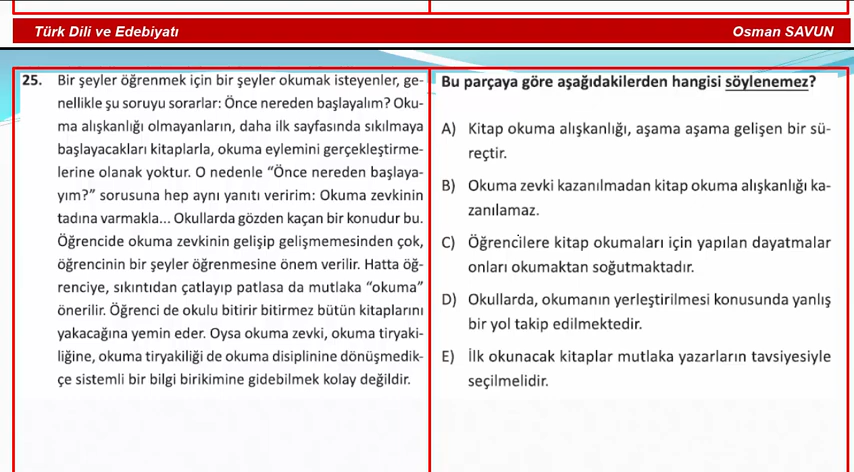 Türk Dili ve Edebiyatı
Osman SAVUN
25. Bir şeyler öğrenmek için bir şeyler okumak isteyenler, ge-
nellikle şu soruyu sorarlar: Önce nereden başlayalım? Oku-
ma alışkanlığı olmayanların, daha ilk sayfasında sıkılmaya
başlayacakları kitaplarla, okuma eylemini gerçekleştirme-
lerine olanak yoktur. O nedenle “Önce nereden başlaya-
yım?” sorusuna hep aynı yanıtı veririm: Okuma zevkinin
tadına varmakla... Okullarda gözden kaçan bir konudur bu.
Öğrencide okuma zevkinin gelişip gelişmemesinden çok,
öğrencinin bir şeyler öğrenmesine önem verilir. Hatta öğ-
renciye, sıkıntıdan çatlayıp patlasa da mutlaka “okuma”
önerilir. Öğrenci de okulu bitirir bitirmez bütün kitaplarını
yakacağına yemin eder. Oysa okuma zevki, okuma tiryaki-
liğine, okuma tiryakiliği de okuma disiplinine dönüşmedik-
çe sistemli bir bilgi birikimine gidebilmek kolay değildir.
Bu parçaya göre aşağıdakilerden hangisi söylenemez?
A) Kitap okuma alışkanlığı, aşama aşama gelişen bir sü-
reçtir.
B) Okuma zevki kazanılmadan kitap okuma alışkanlığı ka-
zanılamaz.
C) Öğrencilere kitap okumaları için yapılan dayatmalar
onları okumaktan soğutmaktadır.
D) Okullarda, okumanın yerleştirilmesi konusunda yanlış
bir yol takip edilmektedir.
E) İlk okunacak kitaplar mutlaka yazarların tavsiyesiyle
seçilmelidir.